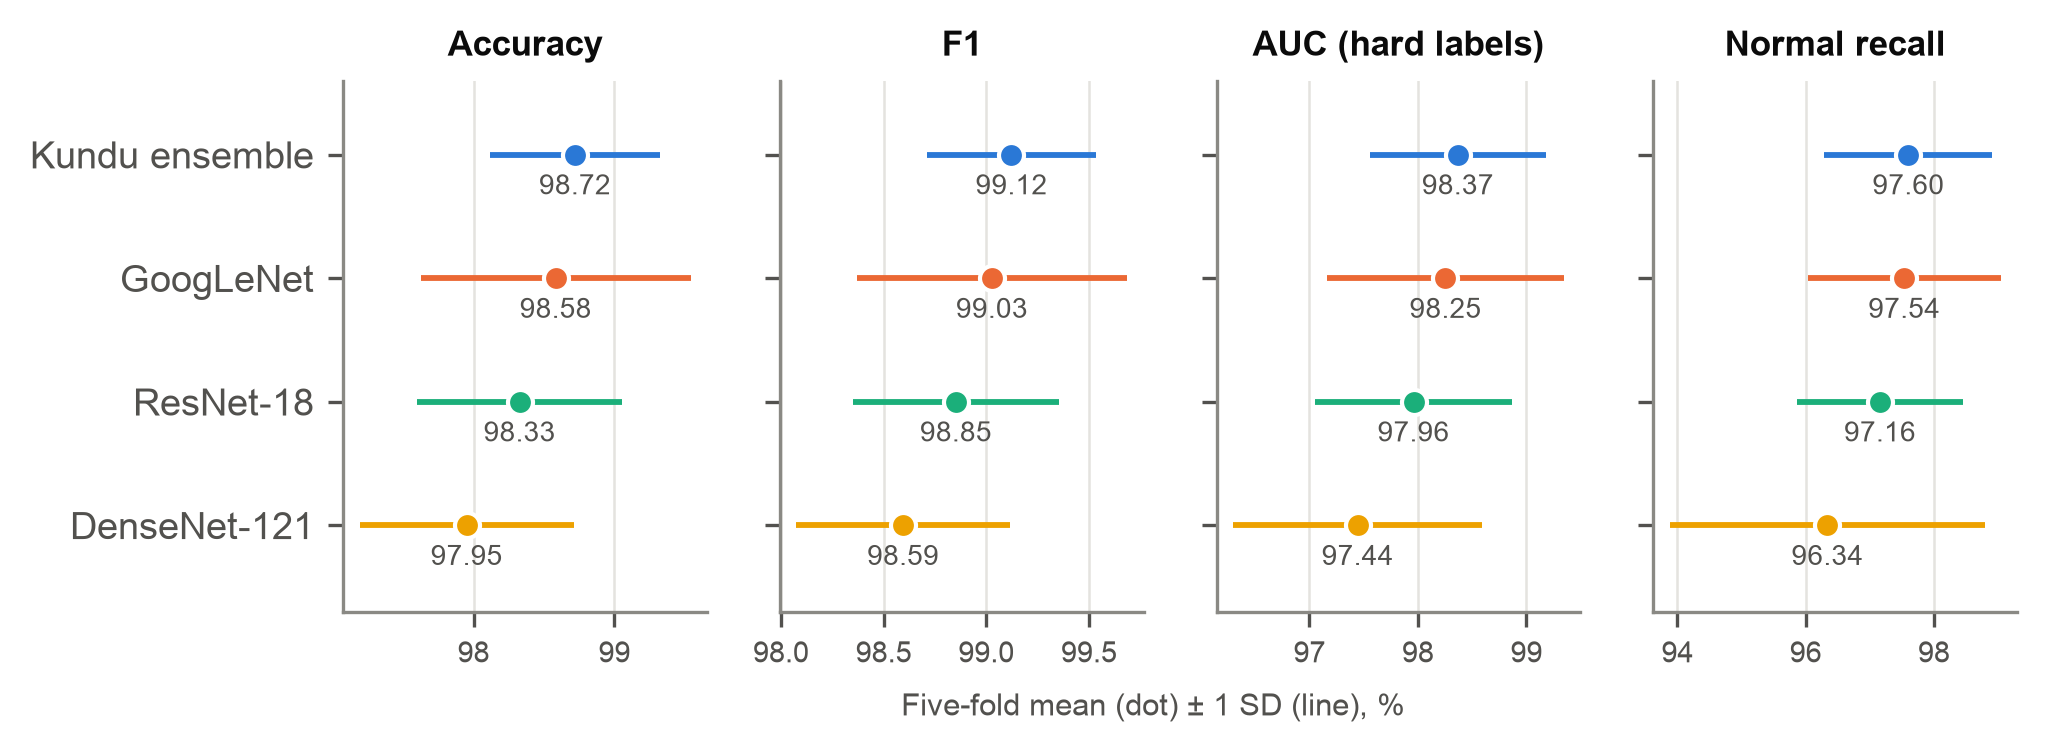 Accuracy
F1
AUC (hard labels)
Normal recall
Kundu ensemble
98.72
99.12
98.37
97.60
GoogLeNet
98.58
99.03
98.25
97.54
ResNet-18
98.33
98.85
97.96
97.16
DenseNet-121
97.95
98.59
97.44
96.34
98 99
98.0 98.5 99.0 99.5
97 98 99
94 96 98
Five-fold mean (dot) ± 1 SD (line), %